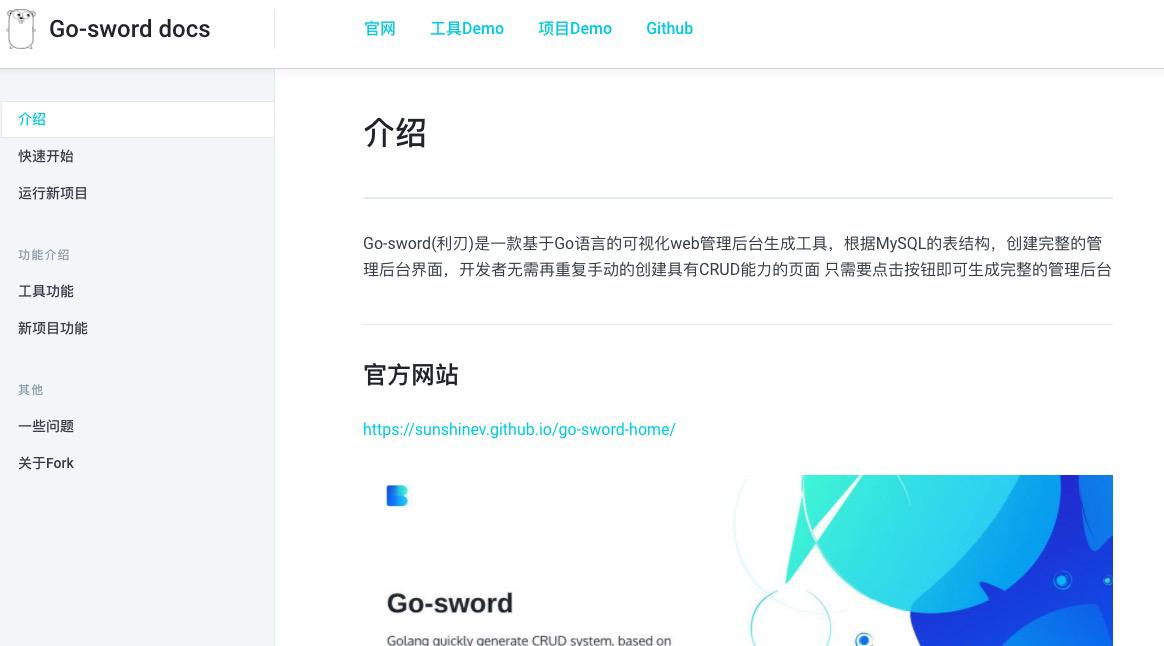 Go-sword docs
官网 工具Demo 项目Demo Github
介绍
快速开始
运行新项目
功能介绍
工具功能
新项目功能
其他
一些问题
关于Fork
介绍
Go-sword(利刃)是一款基于Go语言的可视化web管理后台生成工具，根据MySQL的表结构，创建完整的管
理后台界面，开发者无需再重复手动的创建具有CRUD能力的页面 只需要点击按钮即可生成完整的管理后台
官方网站
https://sunshinev.github.io/go-sword-home/
Go-sword
Golang quickly generate CRUD system, based on